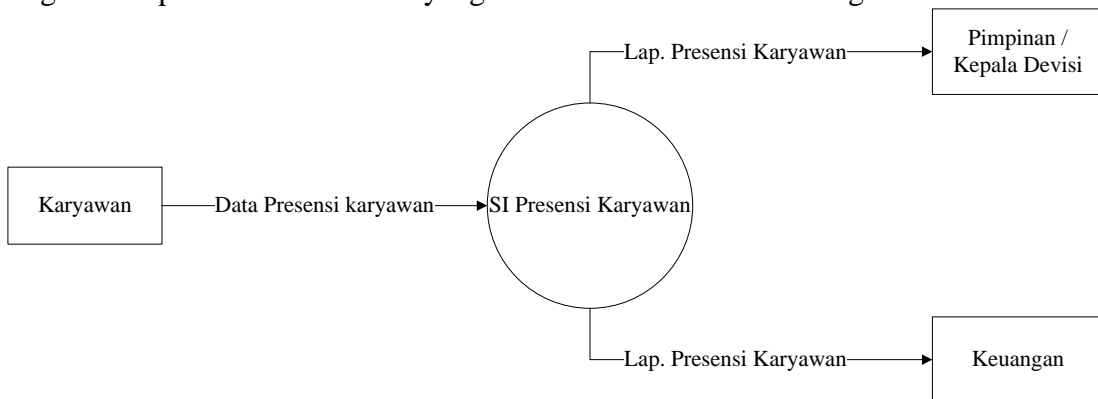 Lap. Presensi Karyawan
Pimpinan /
Kepala Devisi
Karyawan
Data Presensi karyawan
SI Presensi Karyawan
Lap. Presensi Karyawan
Keuangan